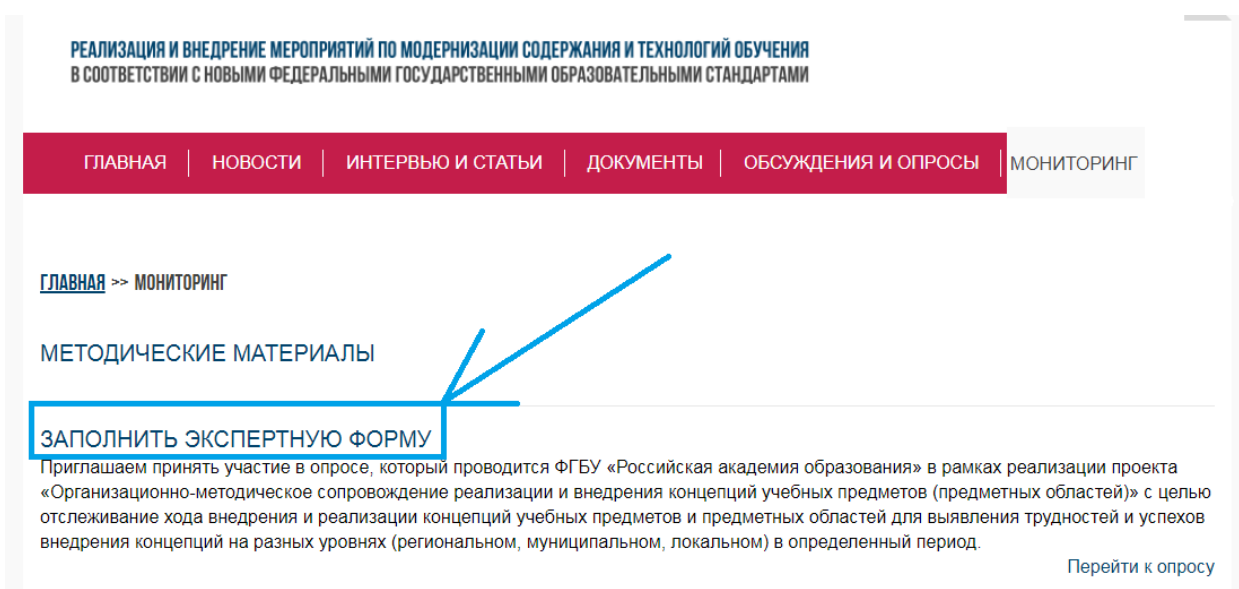 РЕАЛИЗАЦИЯ И ВНЕДРЕНИЕ МЕРОПРИЯТИЙ ПО МОДЕРНИЗАЦИИ СОДЕРЖАНИЯ И ТЕХНОЛОГИЙ ОБУЧЕНИЯ
В СООТВЕТСТВИИ С НОВЫМИ ФЕДЕРАЛЬНЫМИ ГОСУДАРСТВЕННЫМИ ОБРАЗОВАТЕЛЬНЫМИ СТАНДАРТАМИ
ГЛАВНАЯ | НОВОСТИ | ИНТЕРВЬЮ И СТАТЬИ | ДОКУМЕНТЫ | ОБСУЖДЕНИЯ И ОПРОСЫ | МОНИТОРИНГ
ГЛАВНАЯ >> МОНИТОРИНГ
МЕТОДИЧЕСКИЕ МАТЕРИАЛЫ
ЗАПОЛНИТЬ ЭКСПЕРТНУЮ ФОРМУ
Приглашаем принять участие в опросе, который проводится ФГБУ «Российская академия образования» в рамках реализации проекта
«Организационно-методическое сопровождение реализации и внедрения концепций учебных предметов (предметных областей)» с целью
отслеживание хода внедрения и реализации концепций учебных предметов и предметных областей для выявления трудностей и успехов
внедрения концепций на разных уровнях (региональном, муниципальном, локальном) в определенный период.
Перейти к опросу